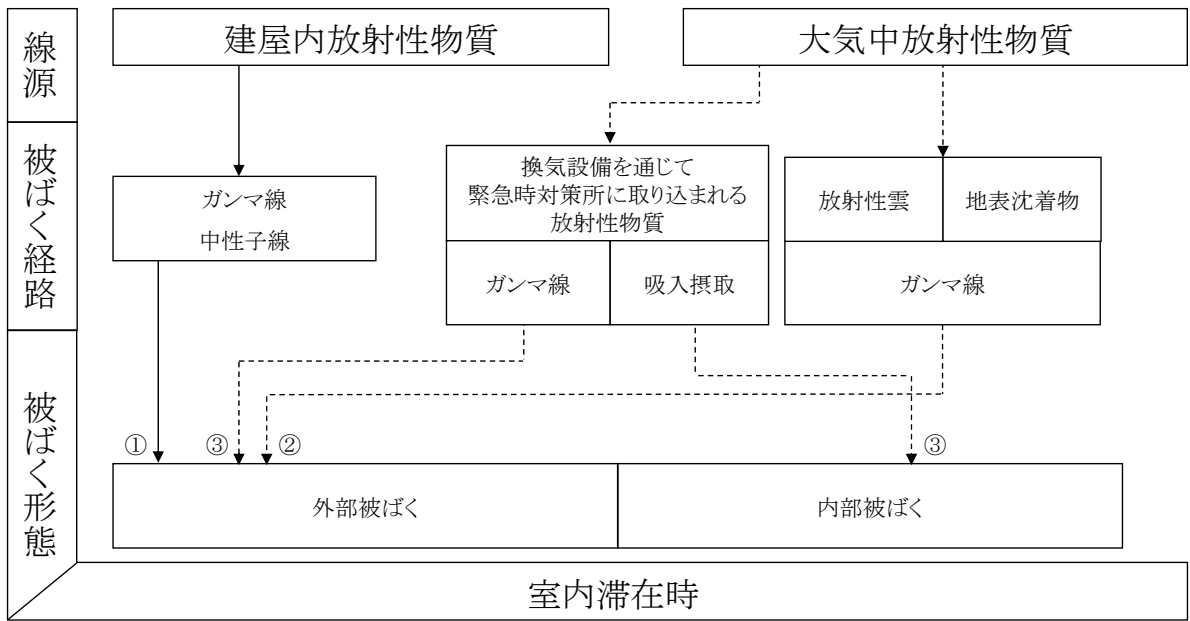 線源
建屋内放射性物質
大気中放射性物質
被ばく経路
ガンマ線
中性子線
換気設備を通じて
緊急時対策所に取り込まれる
放射性物質
ガンマ線
吸入摂取
放射性雲
地表沈着物
ガンマ線
被ばく形態
①
③
②
③
外部被ばく
内部被ばく
室内滞在時